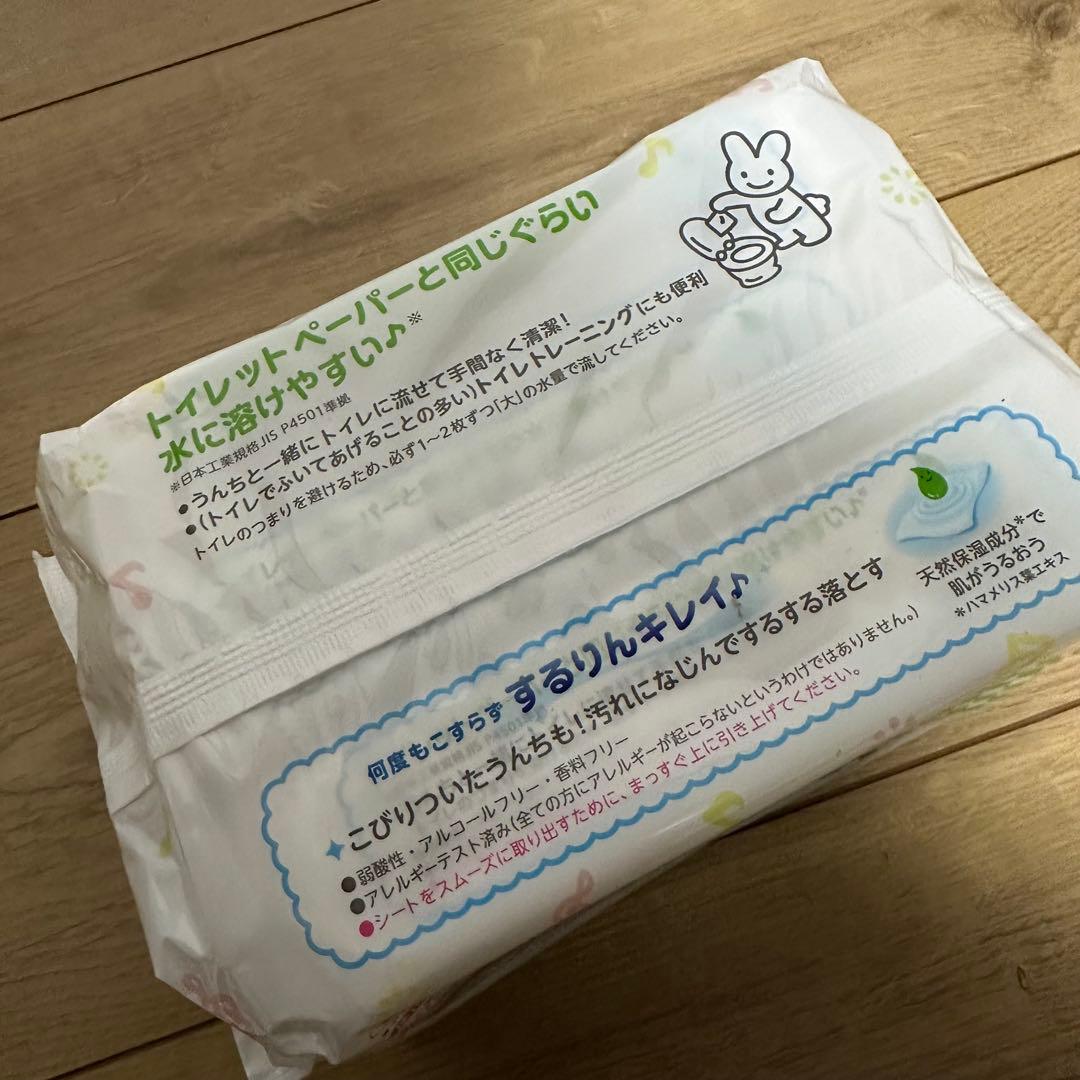 トイレットペーパーと同じぐらい
水に溶けやすい♪※
※日本工業規格JIS P4501準拠
●うんちと一緒にトイレに流せて手間なく清潔!
●(トイレでふいてあげることの多い)トイレトレーニングにも便利
トイレのつまりを避けるため、必ず1〜2枚ずつ「大」の水量で流してください。
何度もこすらず するりんキレイ♪
こびりついたうんちも!汚れになじんでするする落とす
●弱酸性・アルコールフリー・香料フリー
●アレルギーテスト済み(全ての方にアレルギーが起こらないというわけではありません。)
●シートをスムーズに取り出すために、まっすぐ上に引き上げてください。
天然保湿成分*で
肌がうるおう
*ハマメリス葉エキス